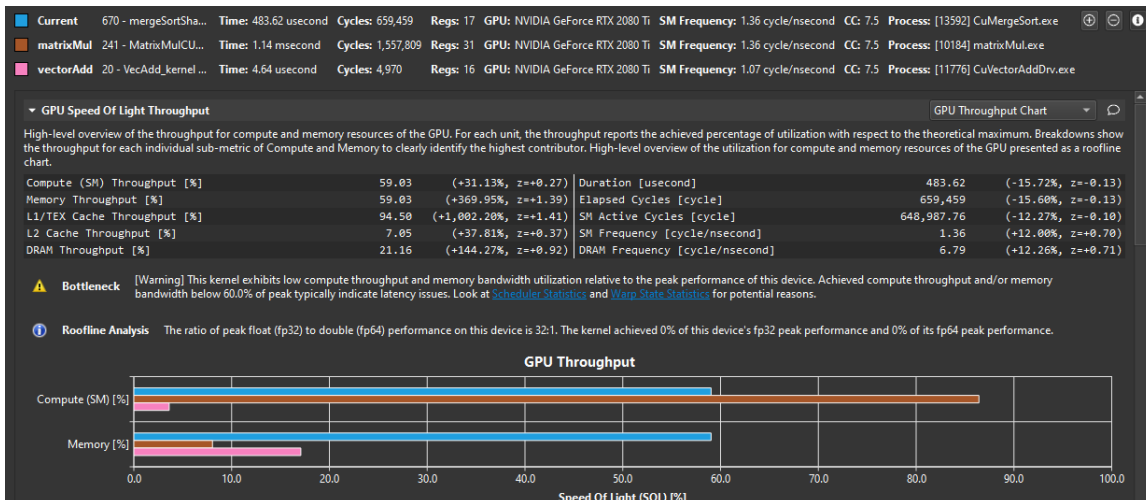 Current 670 - mergeSortSha... Time: 483.62 usecond Cycles: 659,459 Regs: 17 GPU: NVIDIA GeForce RTX 2080 Ti SM Frequency: 1.36 cycle/nsecond CC: 7.5 Process: [13592] CuMergeSort.exe
matrixMul 241 - MatrixMulCU... Time: 1.14 msecond Cycles: 1,557,809 Regs: 31 GPU: NVIDIA GeForce RTX 2080 Ti SM Frequency: 1.36 cycle/nsecond CC: 7.5 Process: [10184] matrixMul.exe
vectorAdd 20 - VecAdd_kernel ... Time: 4.64 usecond Cycles: 4,970 Regs: 16 GPU: NVIDIA GeForce RTX 2080 Ti SM Frequency: 1.07 cycle/nsecond CC: 7.5 Process: [11776] CuVectorAddDrv.exe
GPU Speed Of Light Throughput GPU Throughput Chart
High-level overview of the throughput for compute and memory resources of the GPU. For each unit, the throughput reports the achieved percentage of utilization with respect to the theoretical maximum. Breakdowns show
the throughput for each individual sub-metric of Compute and Memory to clearly identify the highest contributor. High-level overview of the utilization for compute and memory resources of the GPU presented as a roofline
chart.
Compute (SM) Throughput [%] 59.03 (+31.13%, z=+0.27) Duration [usecond] 483.62 (-15.72%, z=-0.13)
Memory Throughput [%] 59.03 (+369.95%, z=+1.39) Elapsed Cycles [cycle] 659,459 (-15.60%, z=-0.13)
L1/TEX Cache Throughput [%] 94.50 (+1,002.20%, z=+1.41) SM Active Cycles [cycle] 648,987.76 (-12.27%, z=-0.10)
L2 Cache Throughput [%] 7.05 (+37.81%, z=+0.37) SM Frequency [cycle/nsecond] 1.36 (+12.00%, z=+0.70)
DRAM Throughput [%] 21.16 (+144.27%, z=+0.92) DRAM Frequency [cycle/nsecond] 6.79 (+12.26%, z=+0.71)
Bottleneck [Warning] This kernel exhibits low compute throughput and memory bandwidth utilization relative to the peak performance of this device. Achieved compute throughput and/or memory
bandwidth below 60.0% of peak typically indicate latency issues. Look at Scheduler Statistics and Warp State Statistics for potential reasons.
Roofline Analysis The ratio of peak float (fp32) to double (fp64) performance on this device is 32:1. The kernel achieved 0% of this device's fp32 peak performance and 0% of its fp64 peak performance.
GPU Throughput
Compute (SM) [%]
Memory [%]
0.0 10.0 20.0 30.0 40.0 50.0 60.0 70.0 80.0 90.0 100.0
Speed Of Light (SOL) [%]